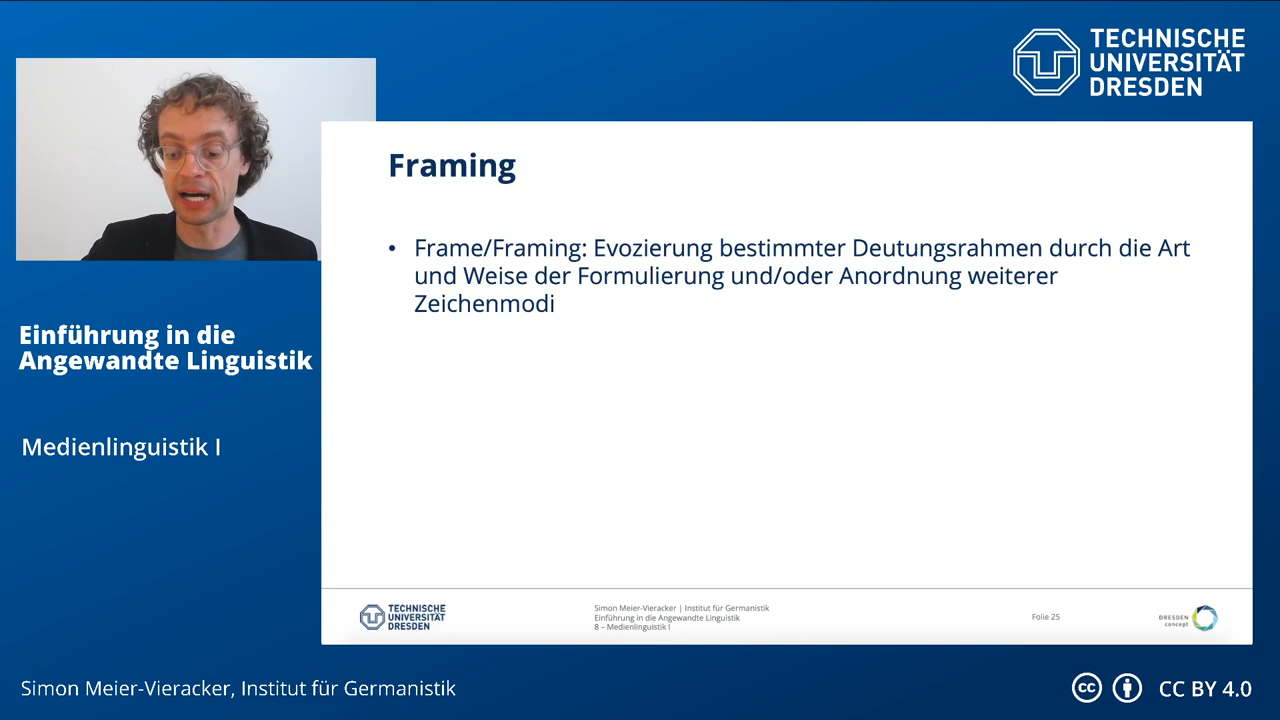 TECHNISCHE
UNIVERSITÄT
DRESDEN
Framing
• Frame/Framing: Evozierung bestimmter Deutungsrahmen durch die Art
und Weise der Formulierung und/oder Anordnung weiterer
Zeichenmodi
Einführung in die
Angewandte Linguistik
Medienlinguistik I
TECHNISCHE
UNIVERSITÄT
DRESDEN
Simon Meier-Vieracker | Institut für Germanistik
Einführung in die Angewandte Linguistik
8 – Medienlinguistik I
Folie 25
DRESDEN
concept
Simon Meier-Vieracker, Institut für Germanistik
cc
CC BY 4.0